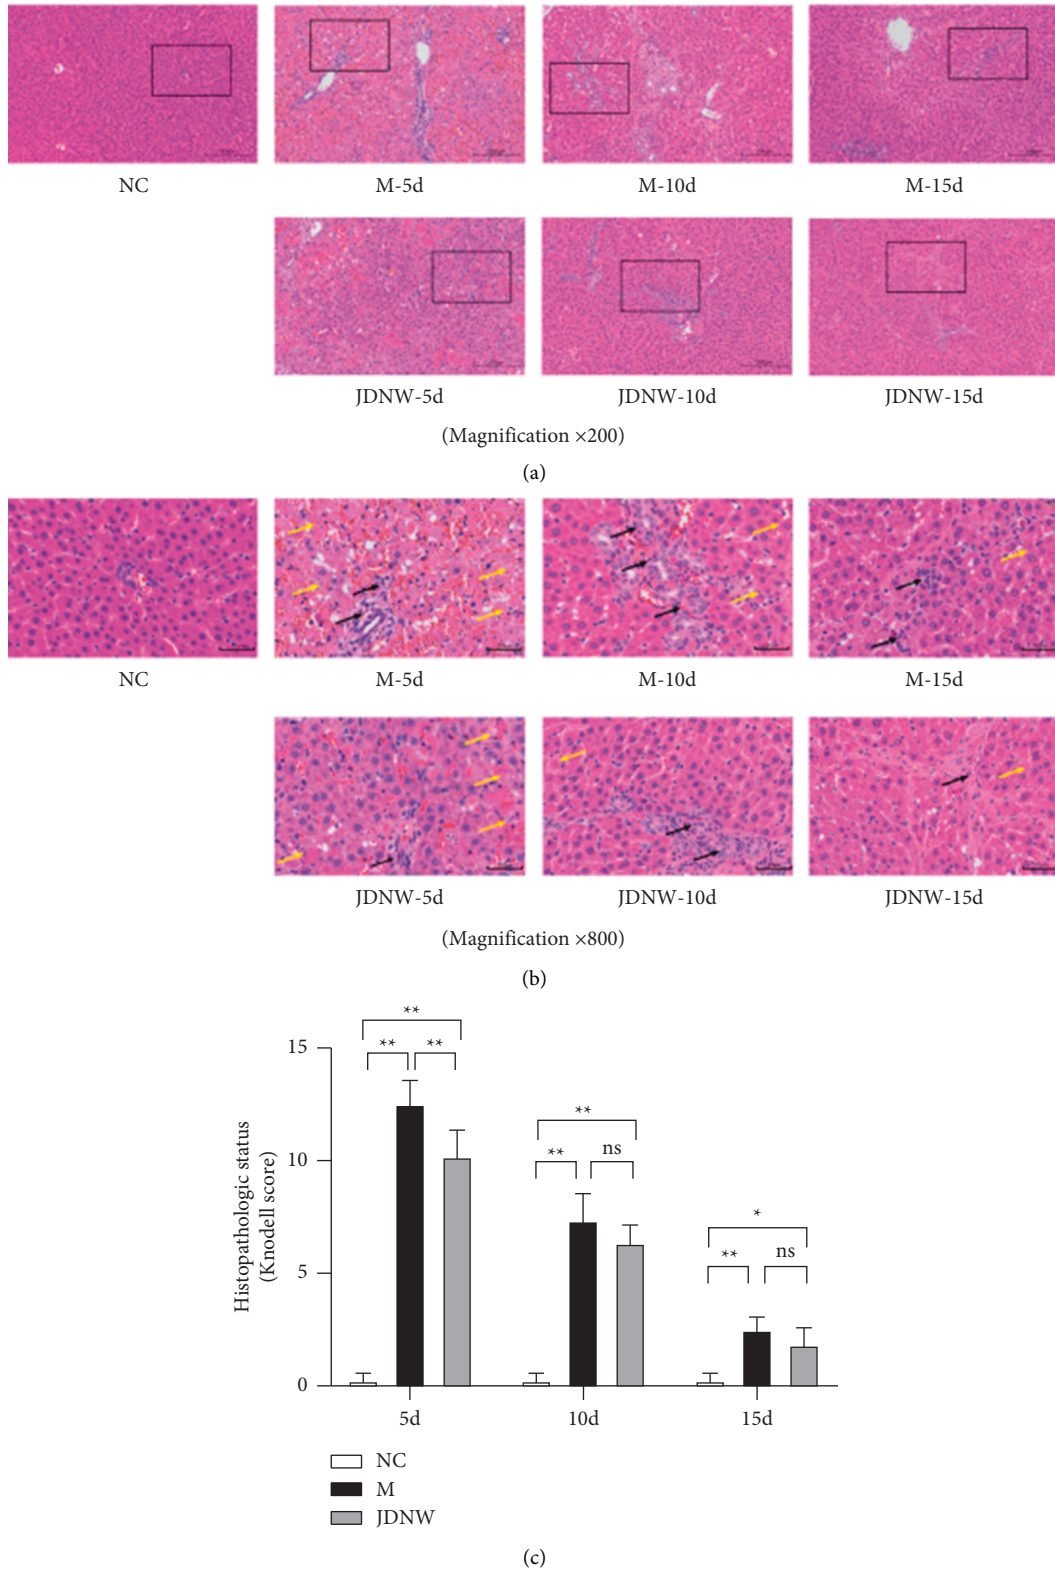 NC M-5d M-10d M-15d
JDNW-5d JDNW-10d JDNW-15d
(Magnification ×200)
(a)
NC M-5d M-10d M-15d
JDNW-5d JDNW-10d JDNW-15d
(Magnification ×800)
(b)
Histopathologic status
(Knodell score)
15
10
5
0
** ** **
** ** ns
* ** ns
5d 10d 15d
NC
M
JDNW
(c)